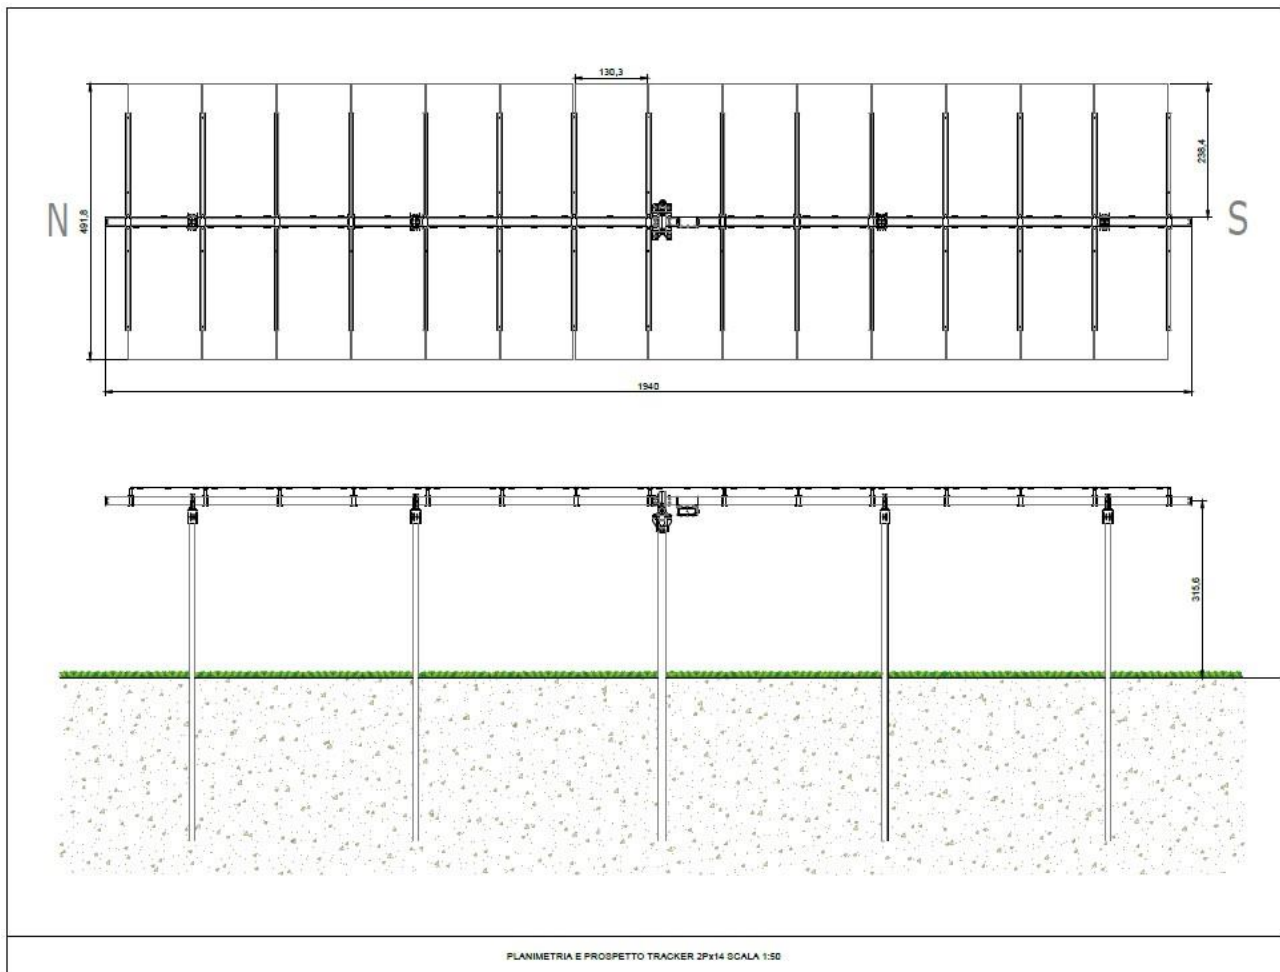 130,3
238,4
N
491,8
S
1940
315,6
PLANIMETRIA E PROSPETTO TRACKER 2Px14 SCALA 1:50